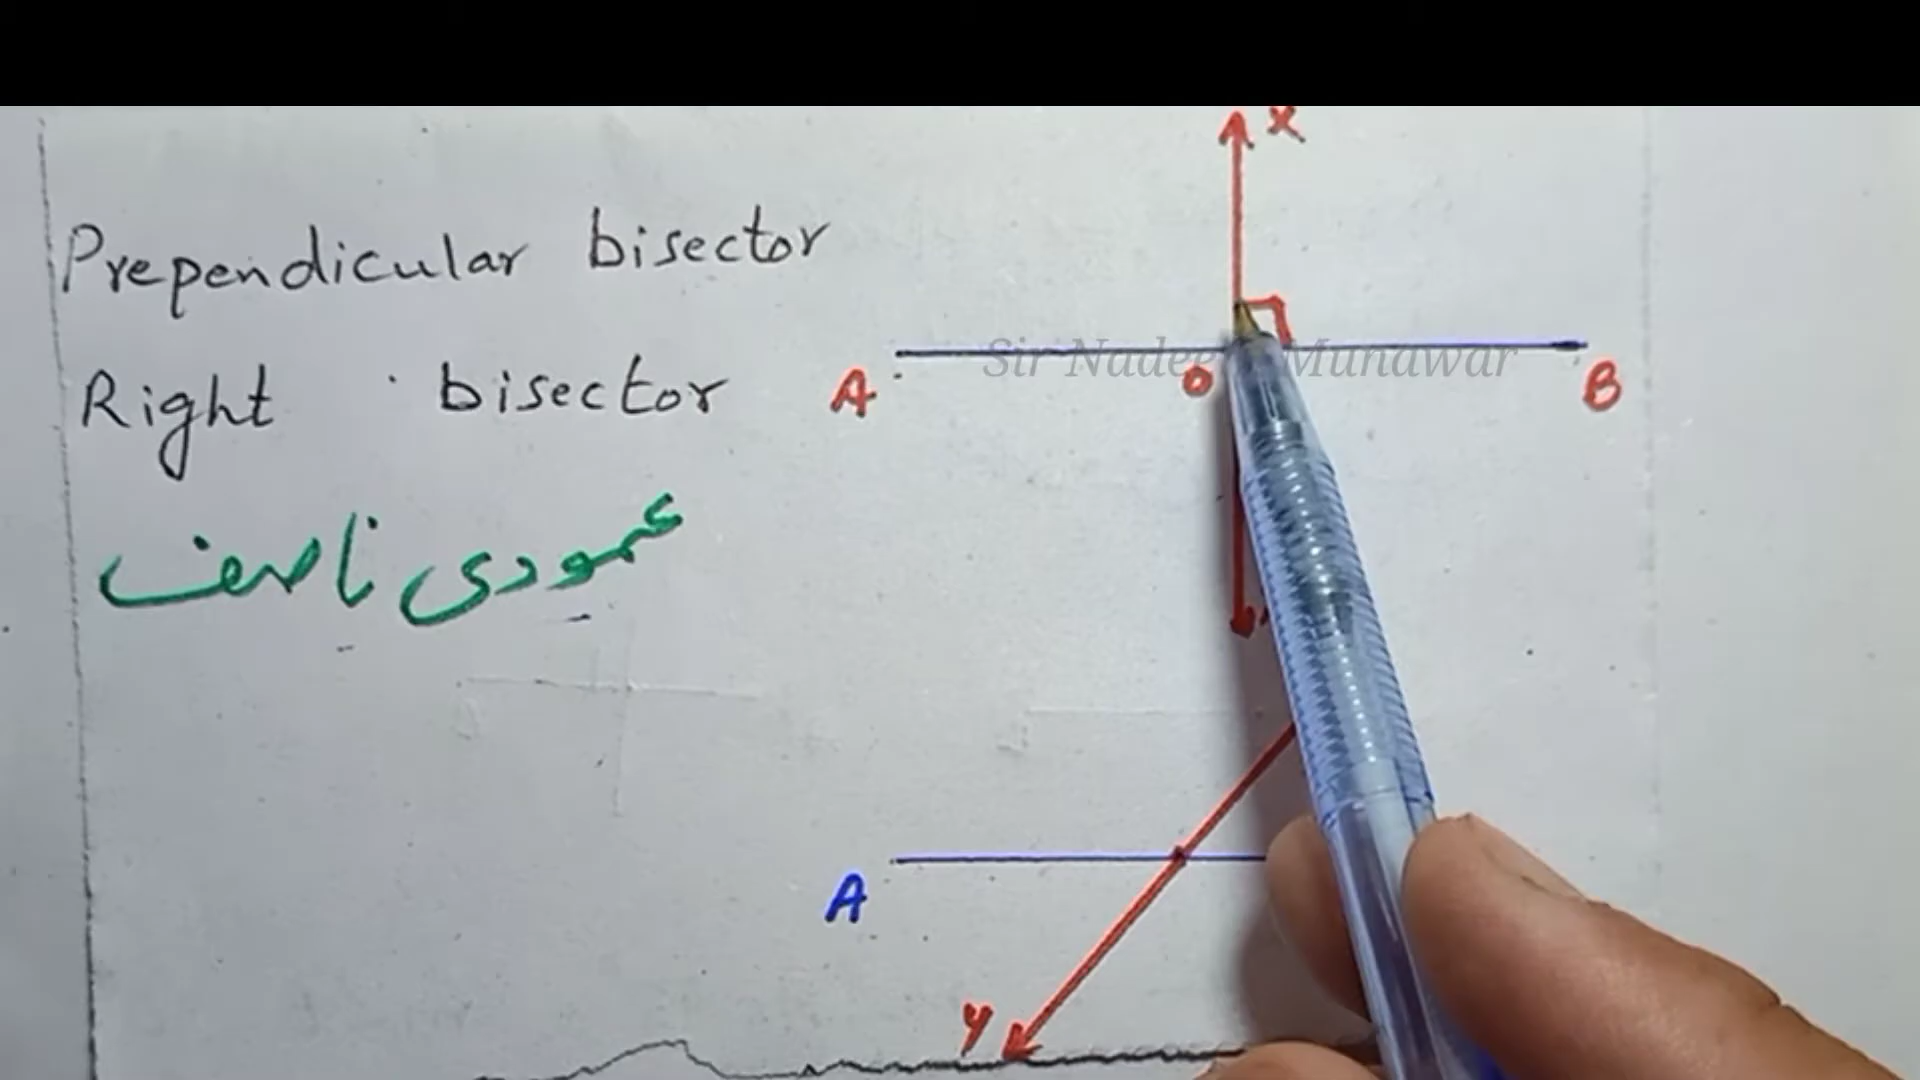 Prependicular bisector
Right bisector
عمودی ناصف
X
A O B
Sir Nadeem Munawar
A
Y